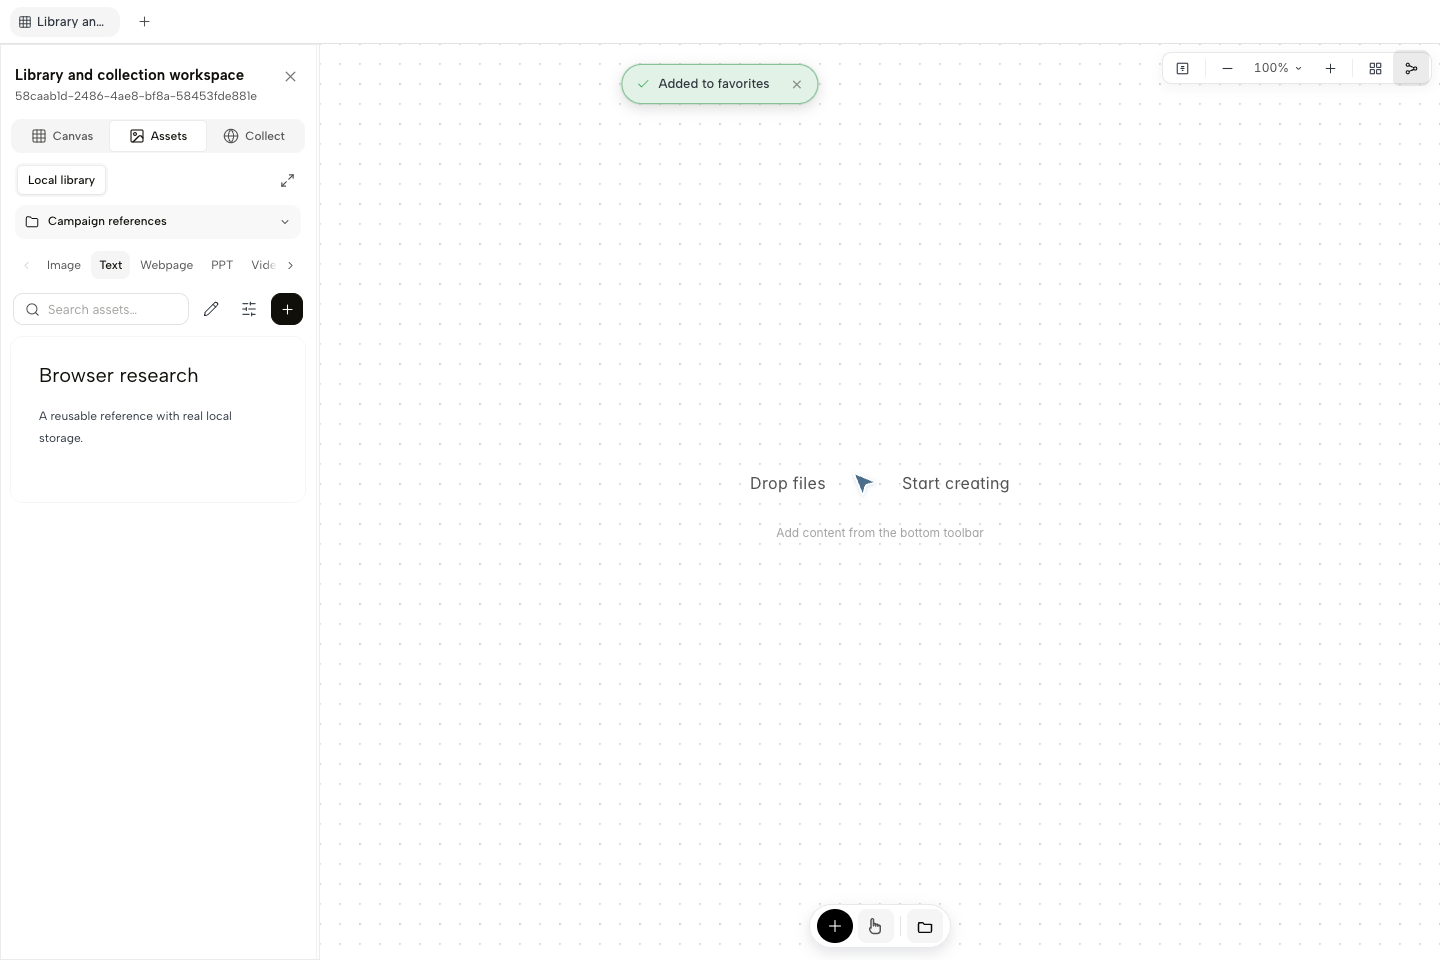 Library an...
Library and collection workspace
58caab1d-2486-4ae8-bf8a-58453fde881e
Canvas
Assets
Collect
Local library
Campaign references
Image
Text
Webpage
PPT
Vide
Search assets...
Browser research
A reusable reference with real local
storage.
Added to favorites
100%
Drop files
Start creating
Add content from the bottom toolbar